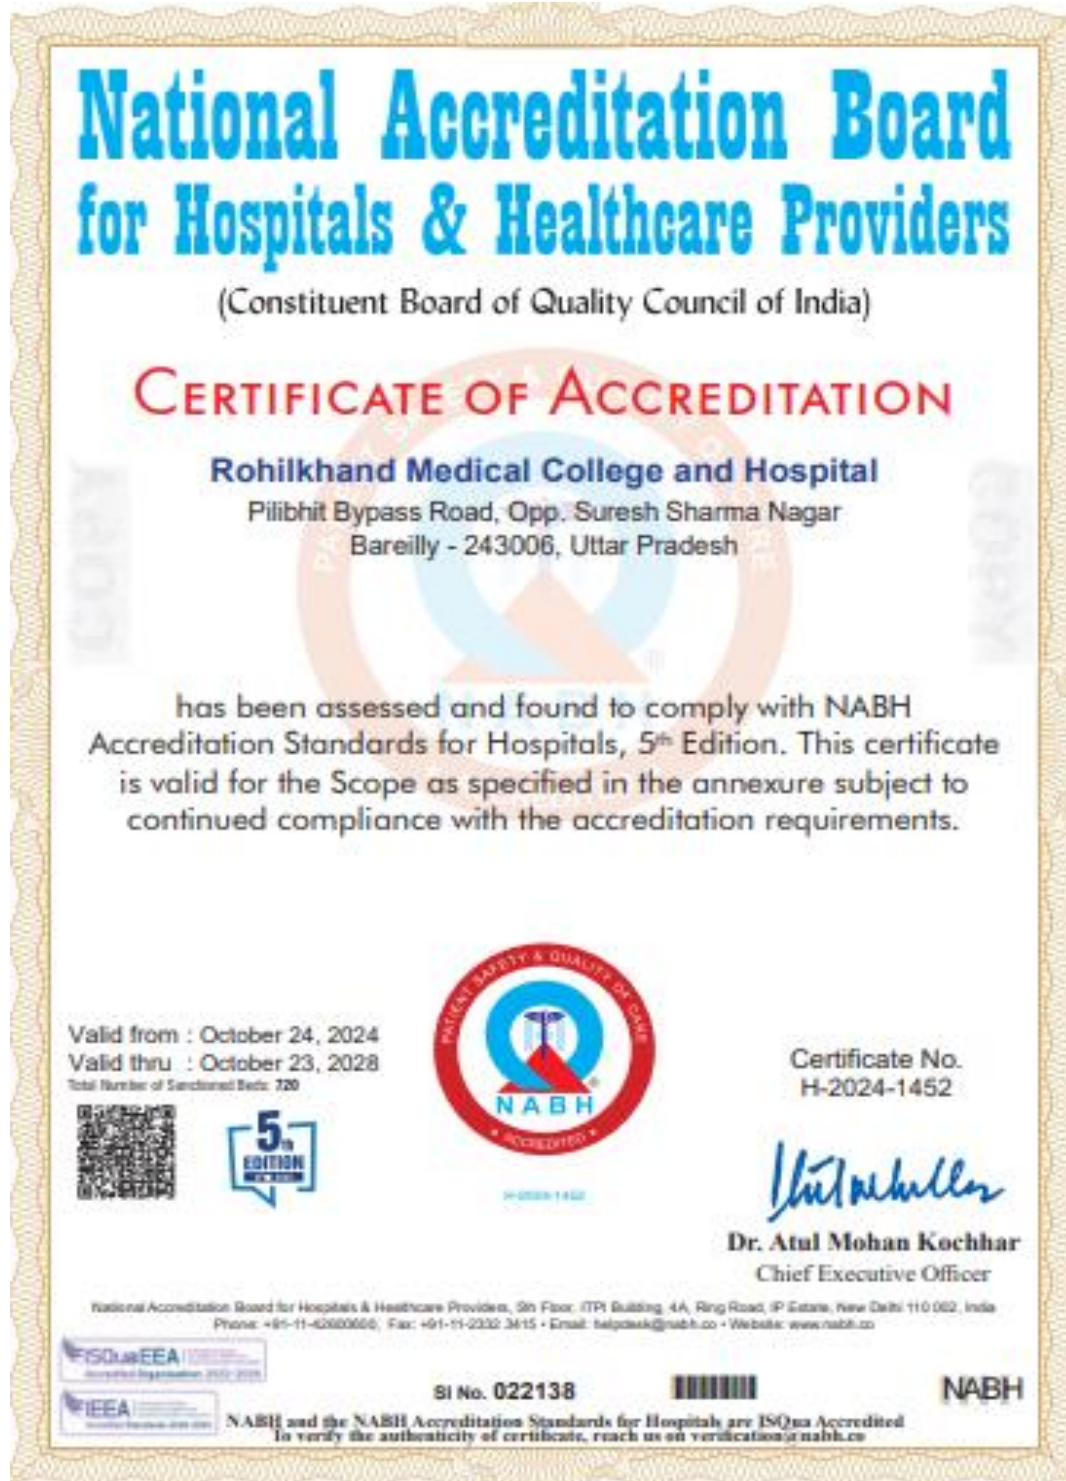 National Accreditation Board
for Hospitals & Healthcare Providers
(Constituent Board of Quality Council of India)
CERTIFICATE OF ACCREDITATION
Rohilkhand Medical College and Hospital
Pilibhit Bypass Road, Opp. Suresh Sharma Nagar
Bareilly - 243006, Uttar Pradesh
COPY
COPY
has been assessed and found to comply with NABH
Accreditation Standards for Hospitals, 5th Edition. This certificate
is valid for the Scope as specified in the annexure subject to
continued compliance with the accreditation requirements.
Valid from : October 24, 2024
Valid thru : October 23, 2028
Total Number of Sanctioned Beds: 720
5th
EDITION
PATIENT SAFETY & QUALITY OF CARE
NABH
ACCREDITED
H-2024-1452
Certificate No.
H-2024-1452
Dr. Atul Mohan Kochhar
Chief Executive Officer
National Accreditation Board for Hospitals & Healthcare Providers, 5th Floor, ITPI Building, 4A, Ring Road, IP Estate, New Delhi 110 002, India
Phone: +91-11-42600600, Fax: +91-11-2332 3415 • Email: helpdesk@nabh.co • Website: www.nabh.co
ISQuaEEA
IEEA
SI No. 022138
NABH
NABH and the NABH Accreditation Standards for Hospitals are ISQua Accredited
To verify the authenticity of certificate, reach us on verification@nabh.co